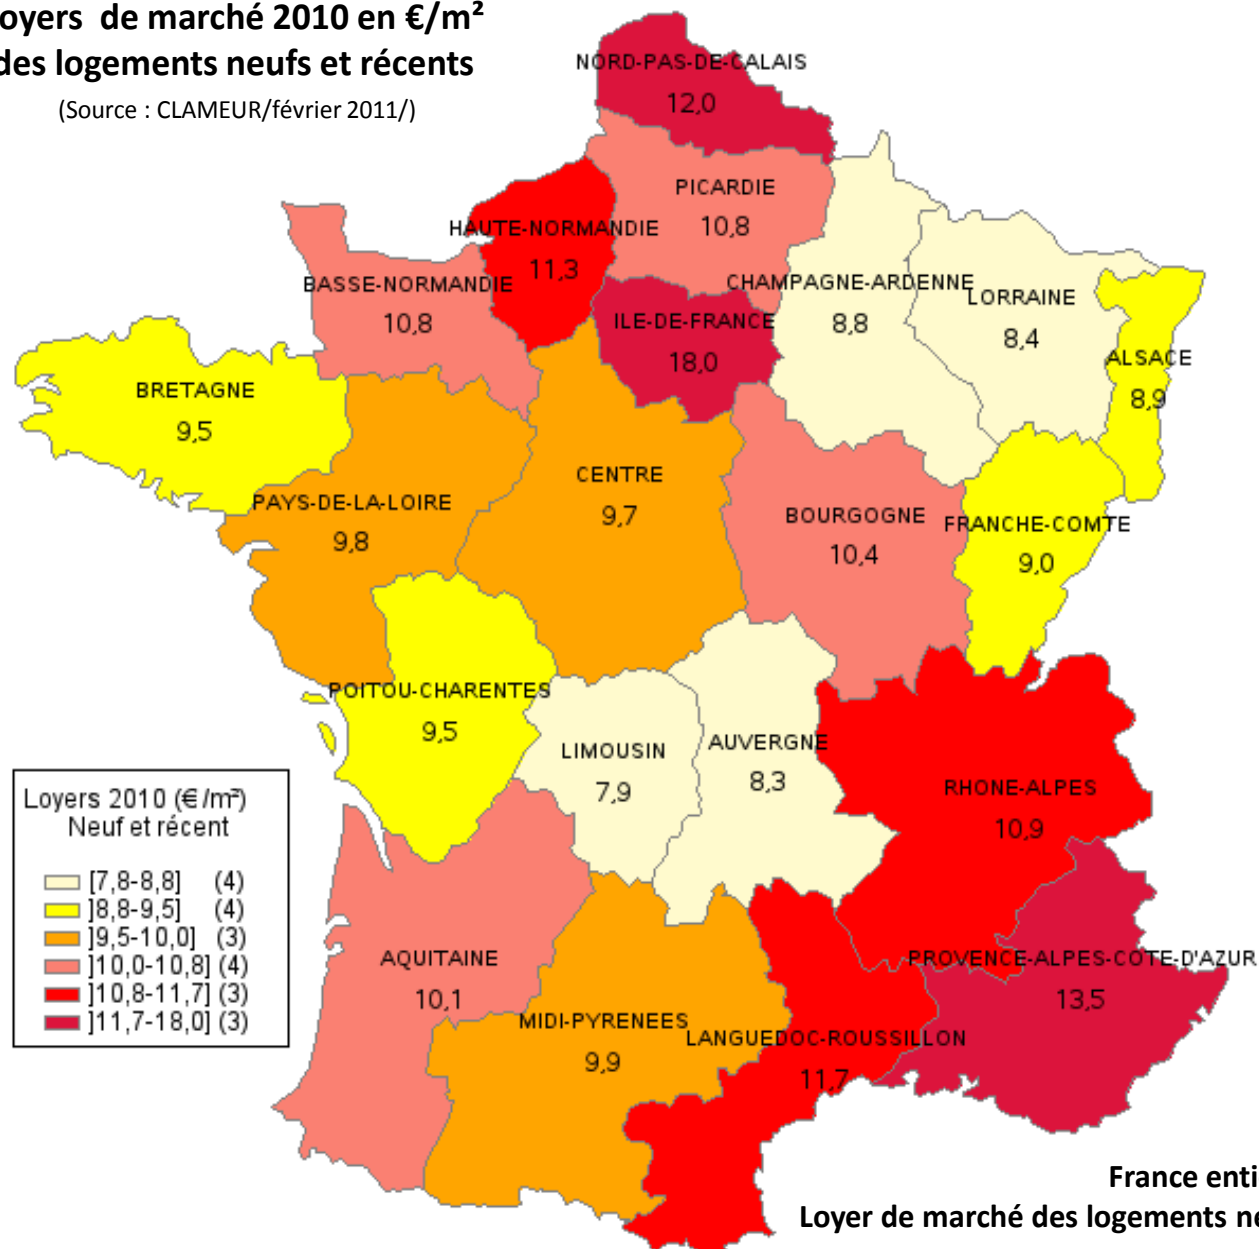 oyers de marché 2010 en €/m²
des logements neufs et récents
(Source : CLAMEUR/février 2011/)
NORD-PAS-DE-CALAIS
12,0
PICARDIE
10,8
HAUTE-NORMANDIE
11,3
BASSE-NORMANDIE
10,8
CHAMPAGNE-ARDENNE
8,8
LORRAINE
8,4
ILE-DE-FRANCE
18,0
ALSACE
8,9
BRETAGNE
9,5
PAYS-DE-LA-LOIRE
9,8
CENTRE
9,7
BOURGOGNE
10,4
FRANCHE-COMTE
9,0
POITOU-CHARENTES
9,5
LIMOUSIN
7,9
AUVERGNE
8,3
RHONE-ALPES
10,9
AQUITAINE
10,1
MIDI-PYRENEES
9,9
LANGUEDOC-ROUSSILLON
11,7
PROVENCE-ALPES-COTE-D'AZUR
13,5
Loyers 2010 (€/m²)
Neuf et récent
[7,8-8,8] (4)
]8,8-9,5] (4)
]9,5-10,0] (3)
]10,0-10,8] (4)
]10,8-11,7] (3)
]11,7-18,0] (3)
France enti
Loyer de marché des logements ne